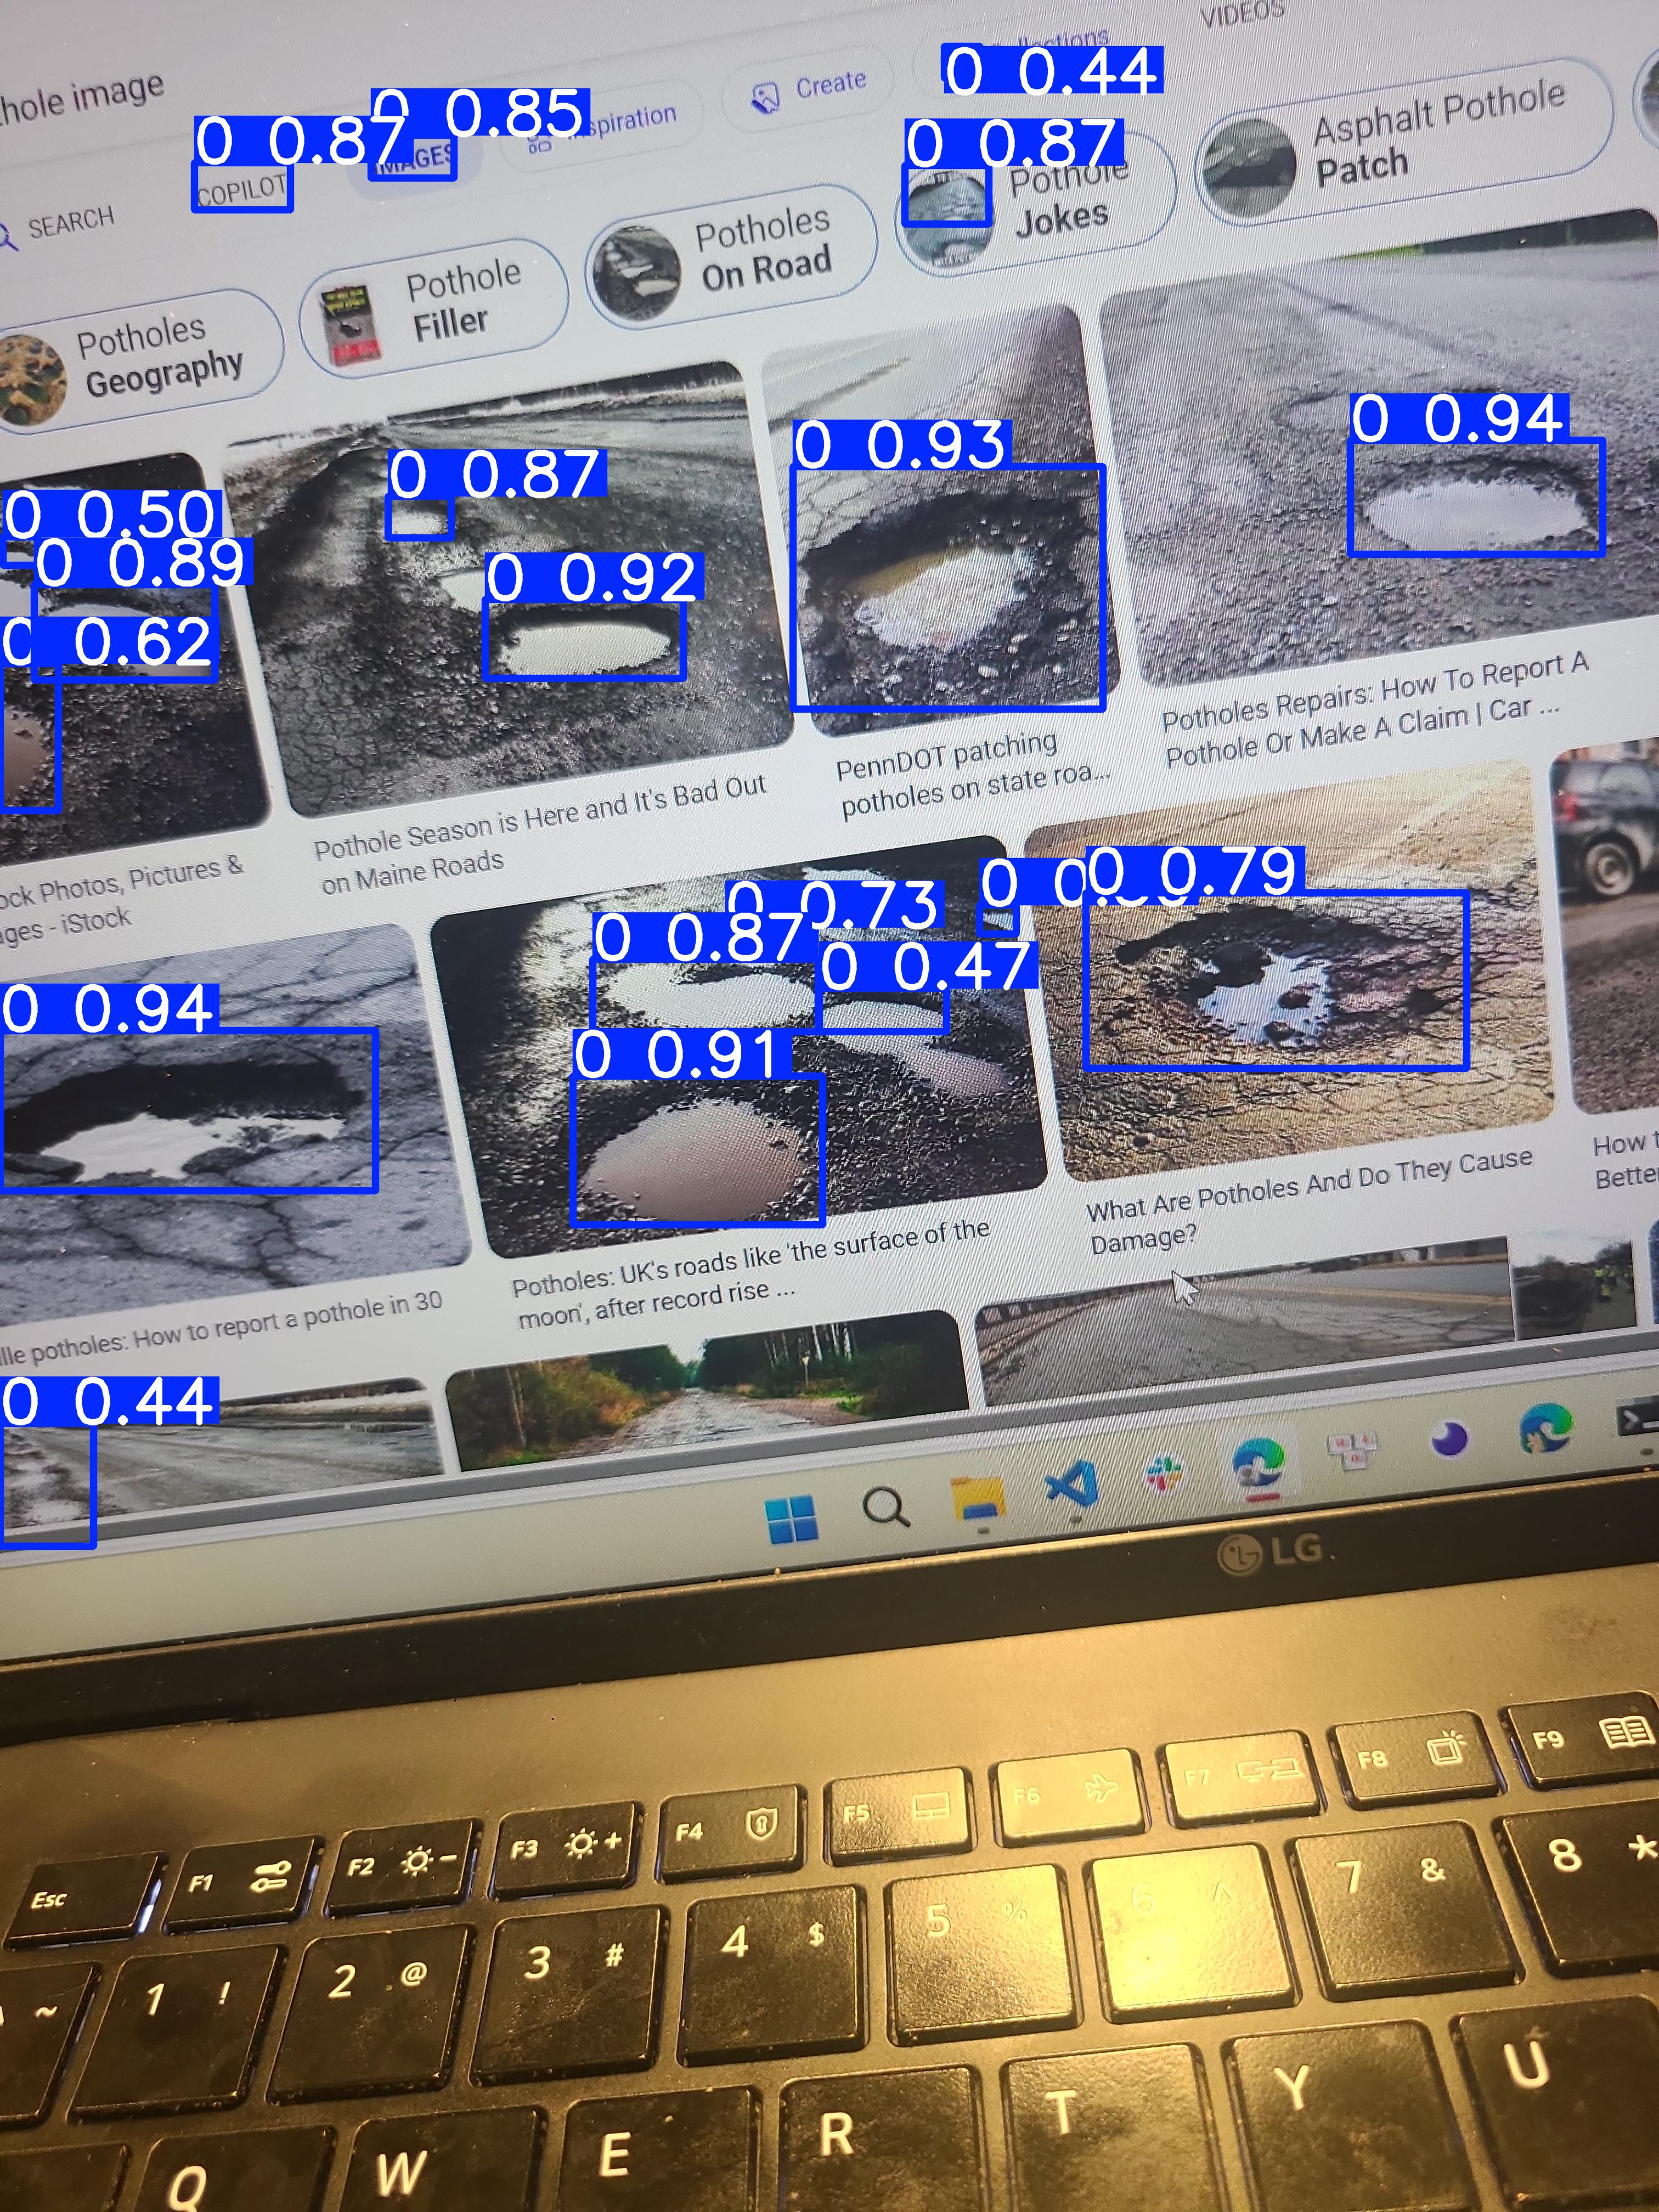 hole image
VIDEOS
SEARCH
COPILOT
IMAGES
Inspiration
Create
Collections
0 0.87
0 0.85
0 0.44
0 0.87
Potholes
Geography
Pothole
Filler
Potholes
On Road
Pothole
Jokes
Asphalt Pothole
Patch
0 0.50
0 0.89
0 0.62
0 0.87
0 0.92
0 0.93
0 0.94
ock Photos, Pictures &
ages - iStock
Pothole Season is Here and It's Bad Out
on Maine Roads
PennDOT patching
potholes on state roa...
Potholes Repairs: How To Report A
Pothole Or Make A Claim | Car ...
0 0.94
0 0.73
0 0.87
0 0.47
0 0.91
0 0.79
lle potholes: How to report a pothole in 30
Potholes: UK's roads like 'the surface of the
moon', after record rise ...
What Are Potholes And Do They Cause
Damage?
How t
Better
0 0.44
LG
Esc F1 F2 F3 F4 F5 F6 F7 F8 F9
~ 1 ! 2 @ 3 # 4 $ 5 % 6 ^ 7 & 8 *
Q W E R T Y U